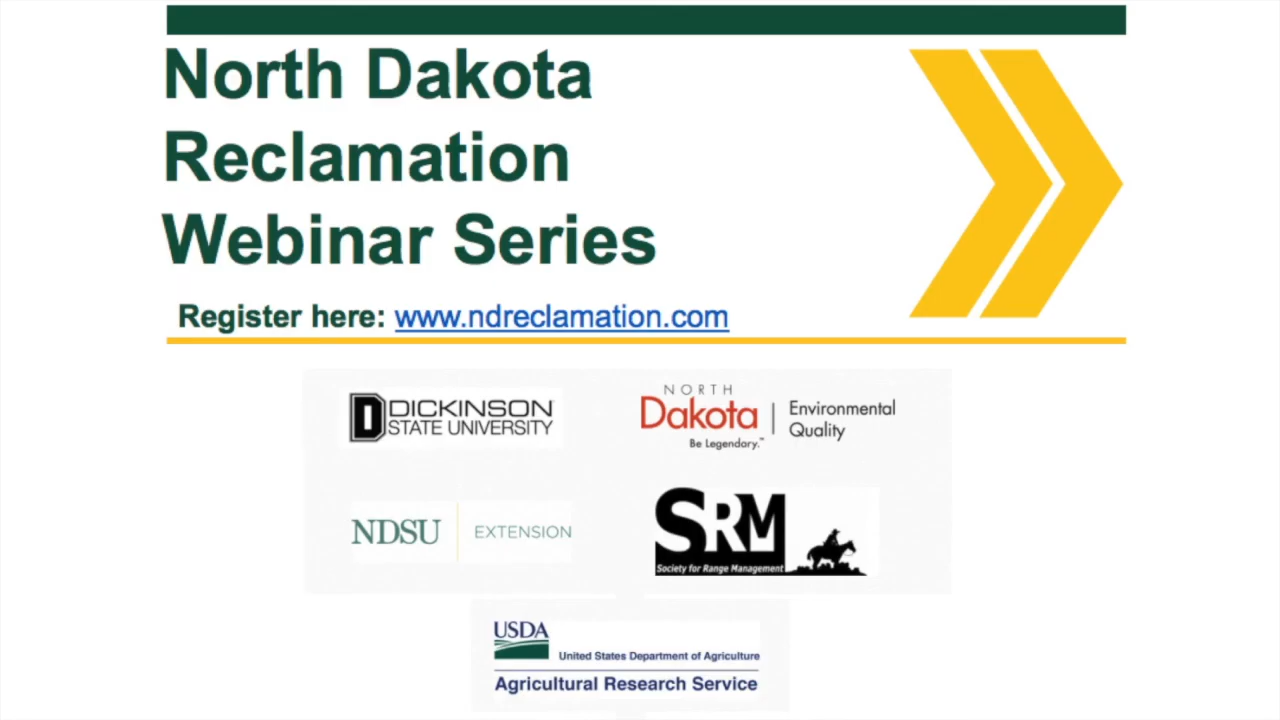 North Dakota
Reclamation
Webinar Series
Register here: www.ndreclamation.com
D DICKINSON
STATE UNIVERSITY
NORTH
Dakota
Be Legendary.™
Environmental
Quality
NDSU EXTENSION
SRM
Society for Range Management
USDA
United States Department of Agriculture
Agricultural Research Service